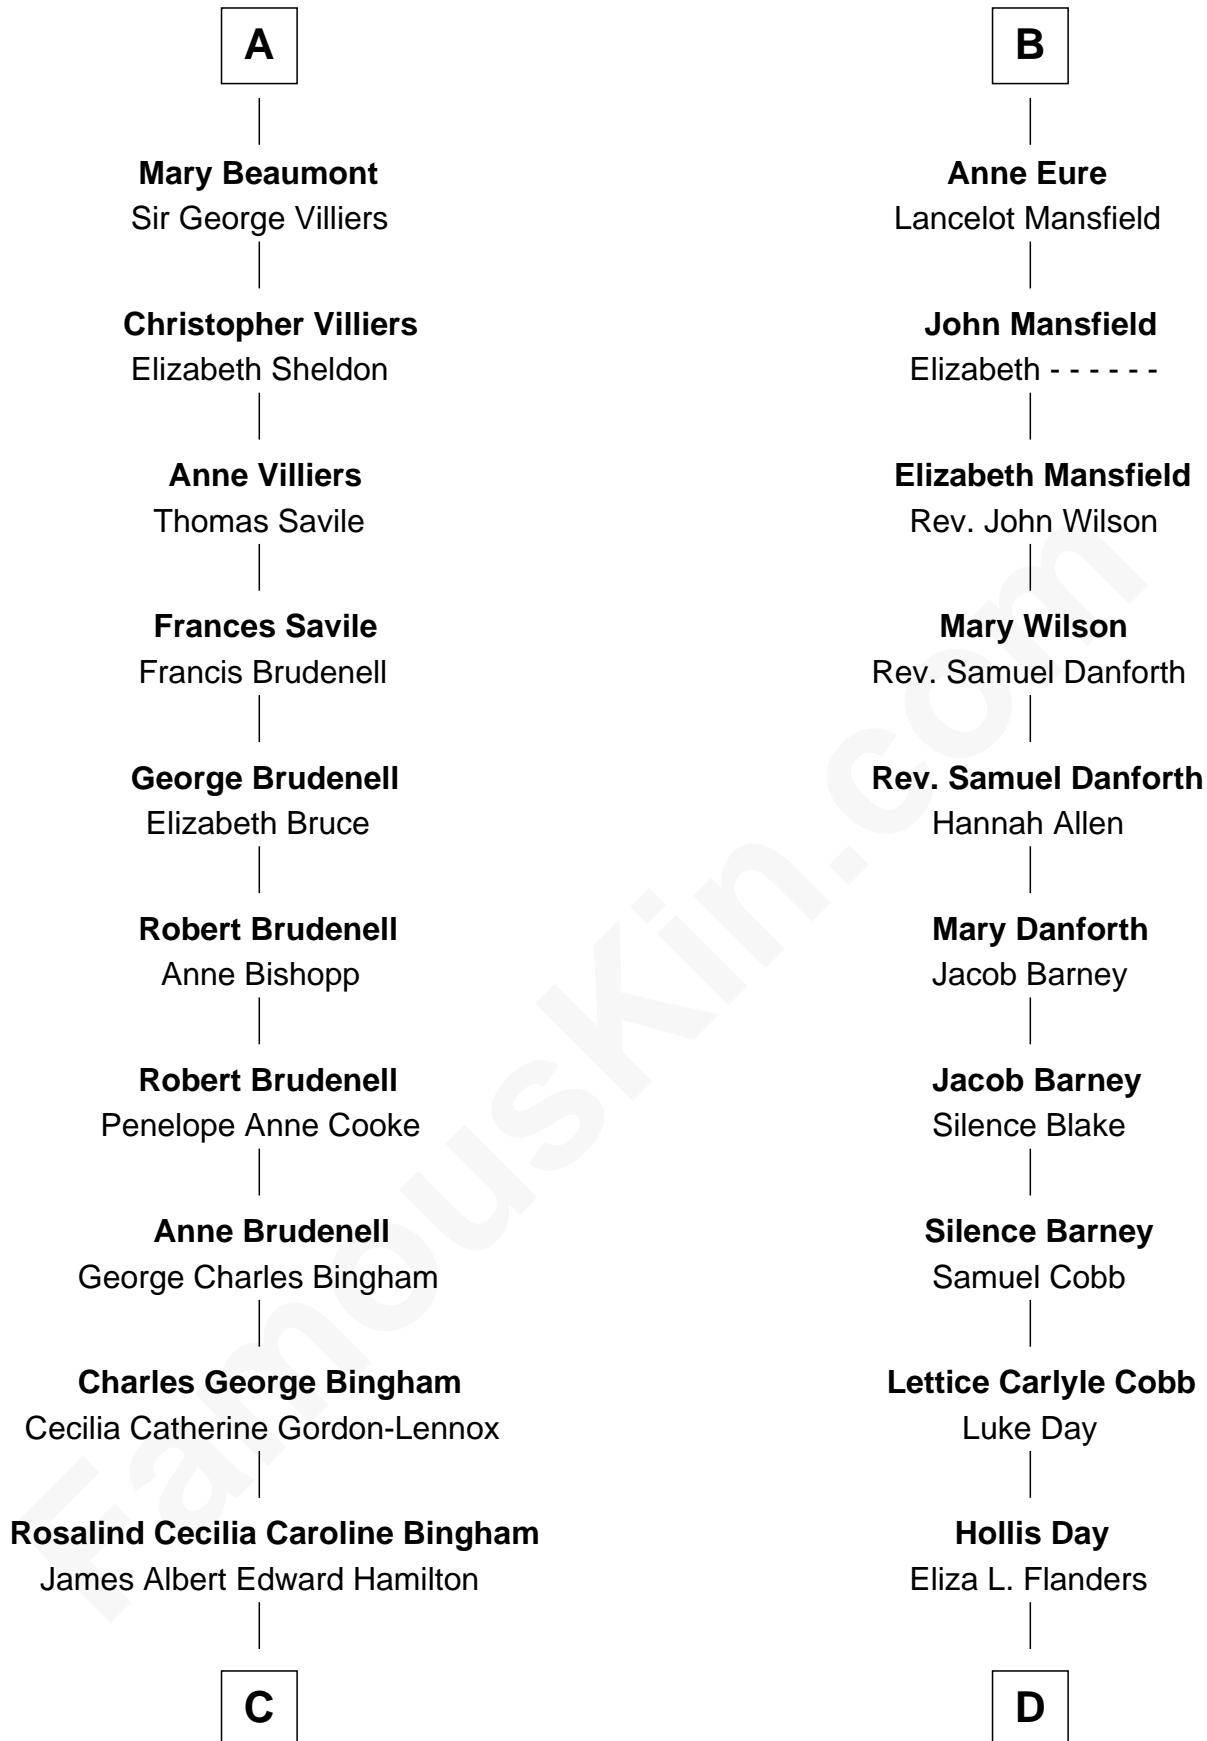 A
Mary Beaumont
Sir George Villiers
Christopher Villiers
Elizabeth Sheldon
Anne Villiers
Thomas Savile
Frances Savile
Francis Brudenell
George Brudenell
Elizabeth Bruce
Robert Brudenell
Anne Bishopp
Robert Brudenell
Penelope Anne Cooke
Anne Brudenell
George Charles Bingham
Charles George Bingham
Cecilia Catherine Gordon-Lennox
Rosalind Cecilia Caroline Bingham
James Albert Edward Hamilton
C
B
Anne Eure
Lancelot Mansfield
John Mansfield
Elizabeth - - - - - -
Elizabeth Mansfield
Rev. John Wilson
Mary Wilson
Rev. Samuel Danforth
Rev. Samuel Danforth
Hannah Allen
Mary Danforth
Jacob Barney
Jacob Barney
Silence Blake
Silence Barney
Samuel Cobb
Lettice Carlyle Cobb
Luke Day
Hollis Day
Eliza L. Flanders
D
FamousKin.com